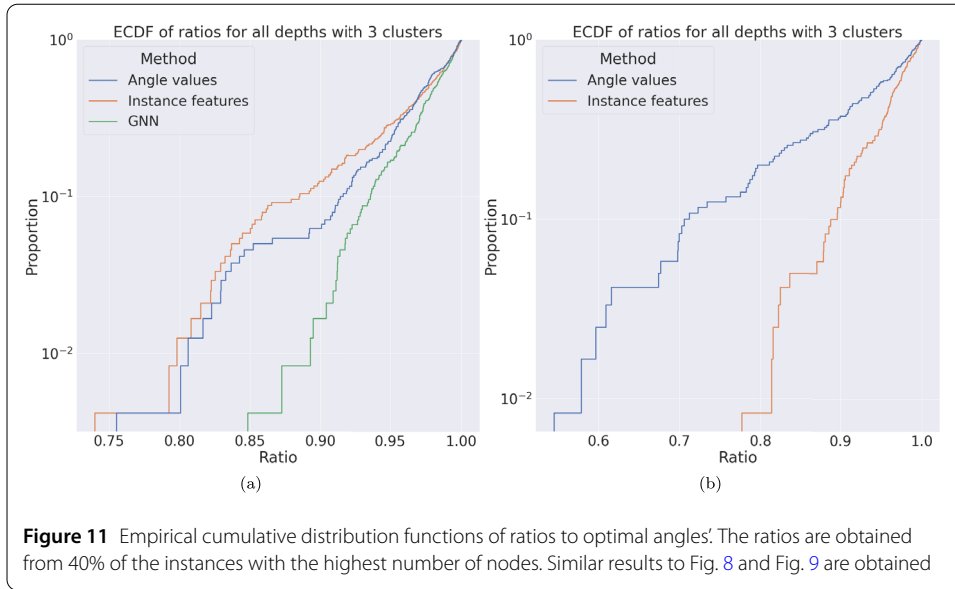 ECDF of ratios for all depths with 3 clusters
Method
Angle values
Instance features
GNN
10⁰
10⁻¹
10⁻²
Proportion
0.75 0.80 0.85 0.90 0.95 1.00
Ratio
(a)
ECDF of ratios for all depths with 3 clusters
Method
Angle values
Instance features
10⁰
10⁻¹
10⁻²
Proportion
0.6 0.7 0.8 0.9 1.0
Ratio
(b)
Figure 11 Empirical cumulative distribution functions of ratios to optimal angles’. The ratios are obtained
from 40% of the instances with the highest number of nodes. Similar results to Fig. 8 and Fig. 9 are obtained